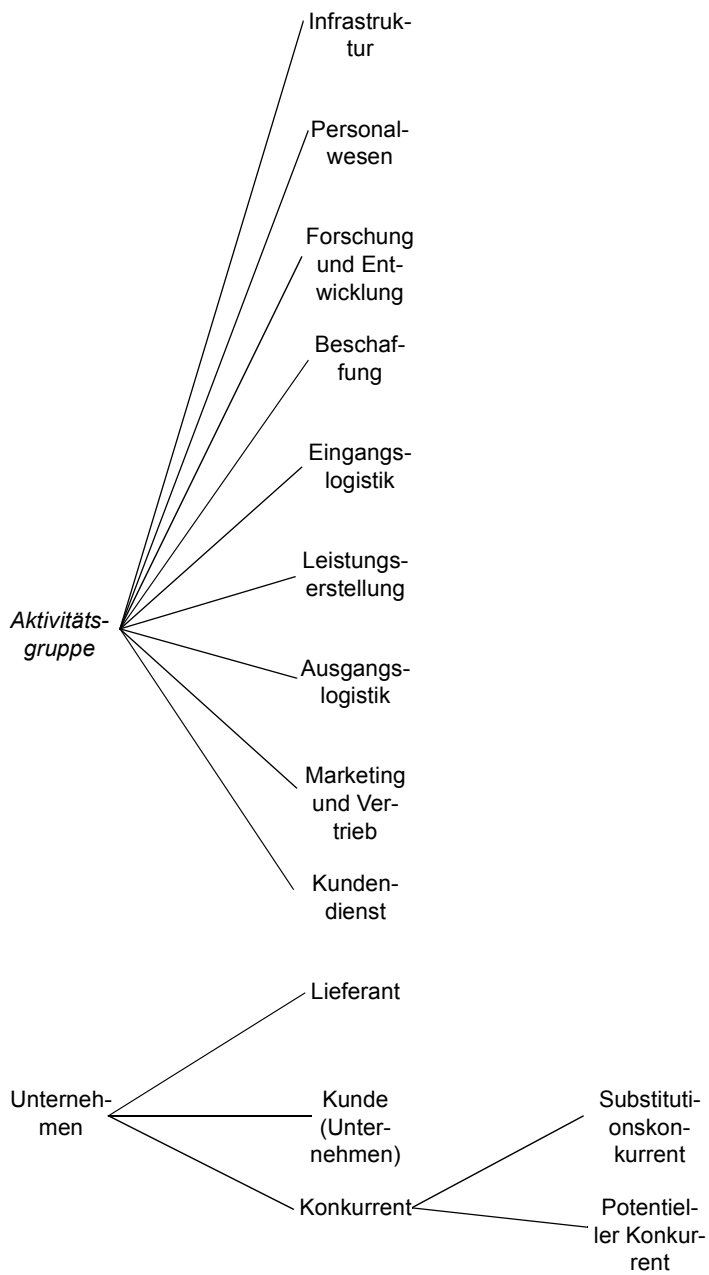 Infrastruk-
tur
Personal-
wesen
Forschung
und Ent-
wicklung
Beschaf-
fung
Eingangs-
logistik
Leistungs-
erstellung
Aktivitäts-
gruppe
Ausgangs-
logistik
Marketing
und Ver-
trieb
Kunden-
dienst
Lieferant
Unterneh-
men
Kunde
(Unter-
nehmen)
Substituti-
onskon-
kurrent
Konkurrent
Potentiel-
ler Konkur-
rent